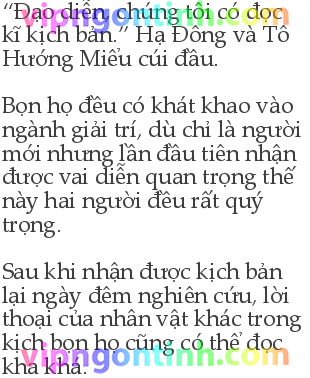 “Đạo diễn, chúng tôi có đọc
kĩ kịch bản.” Hạ Đông và Tô
Hướng Miểu cúi đầu.
Bọn họ đều có khát khao vào
ngành giải trí, dù chỉ là người
mới nhưng lần đầu tiên nhận
được vai diễn quan trọng thế
này hai người đều rất quý
trọng.
Sau khi nhận được kịch bản
lại ngày đêm nghiên cứu, lời
thoại của nhân vật khác trong
kịch bọn họ cũng có thể đọc
kha khá.
vipngontinh.com
vipngontinh.com